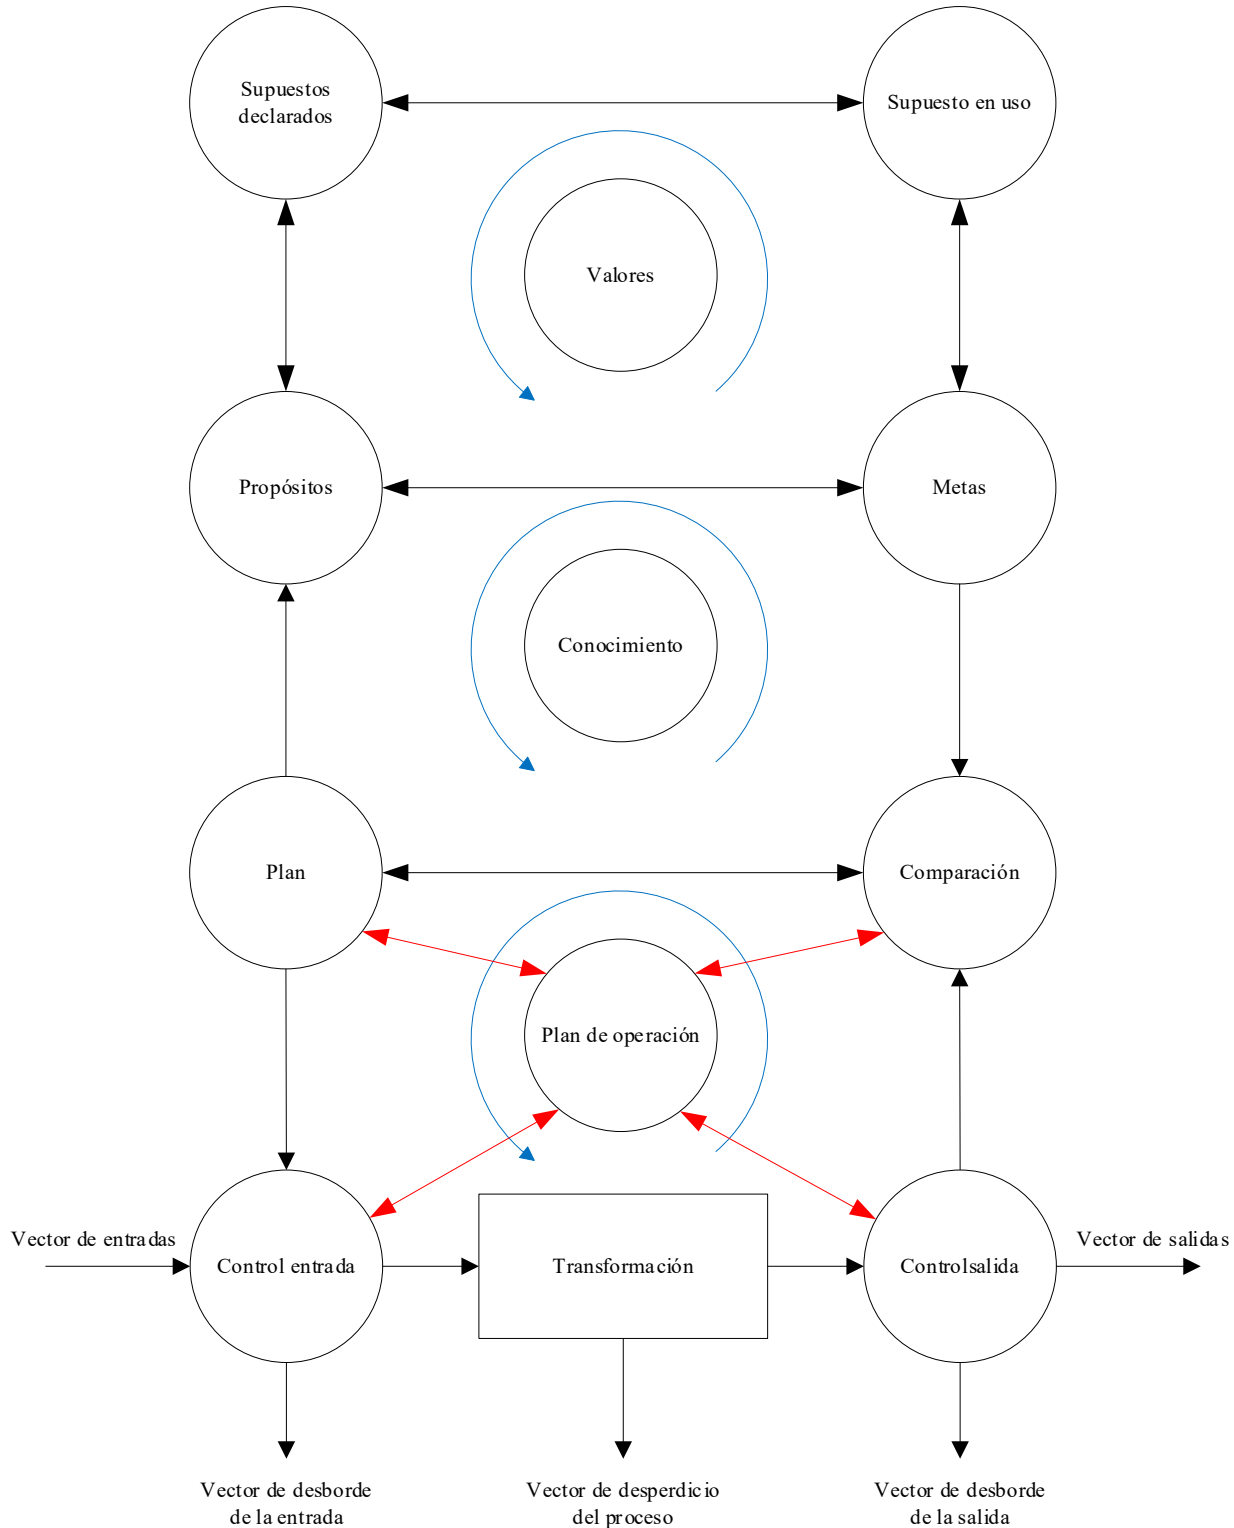 Supuestos
declarados
Supuesto en uso
Valores
Propósitos
Metas
Conocimiento
Plan
Comparación
Plan de operación
Vector de entradas
Control entrada
Transformación
Controlsalida
Vector de salidas
Vector de desborde
de la entrada
Vector de desperdicio
del proceso
Vector de desborde
de la salida